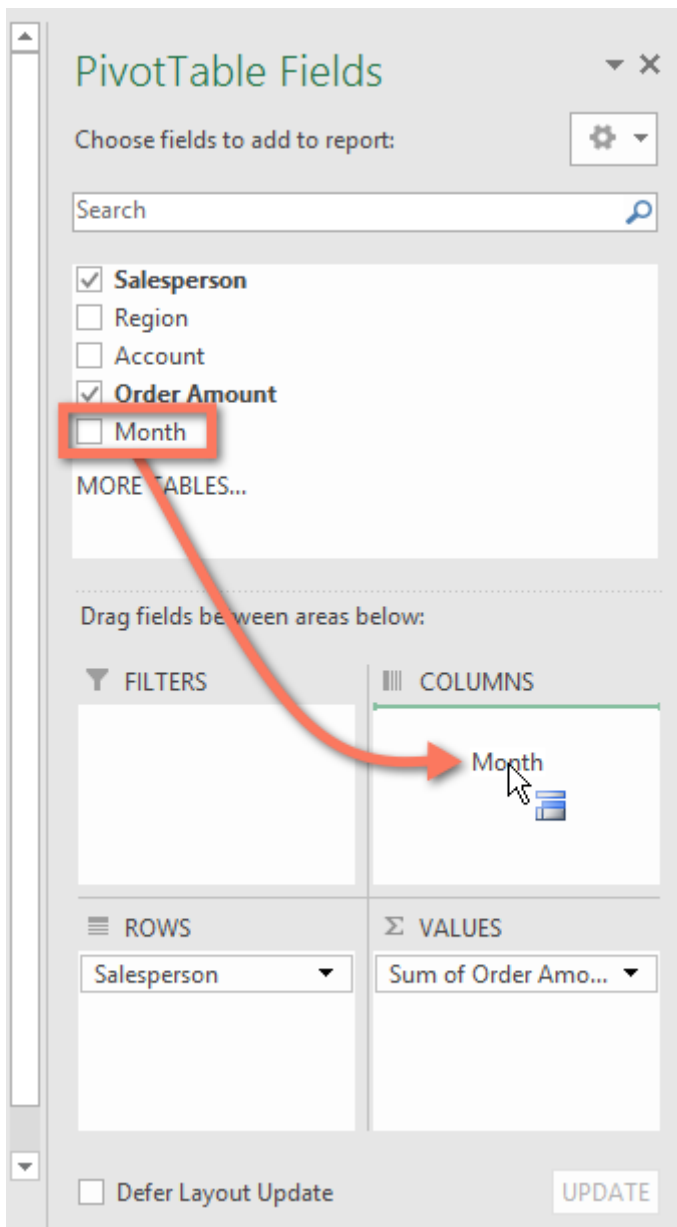 PivotTable Fields
Choose fields to add to report:
Search
Salesperson
Region
Account
Order Amount
Month
MORE TABLES...
Drag fields between areas below:
FILTERS
COLUMNS
Month
ROWS
Σ VALUES
Salesperson
Sum of Order Amo...
Defer Layout Update
UPDATE